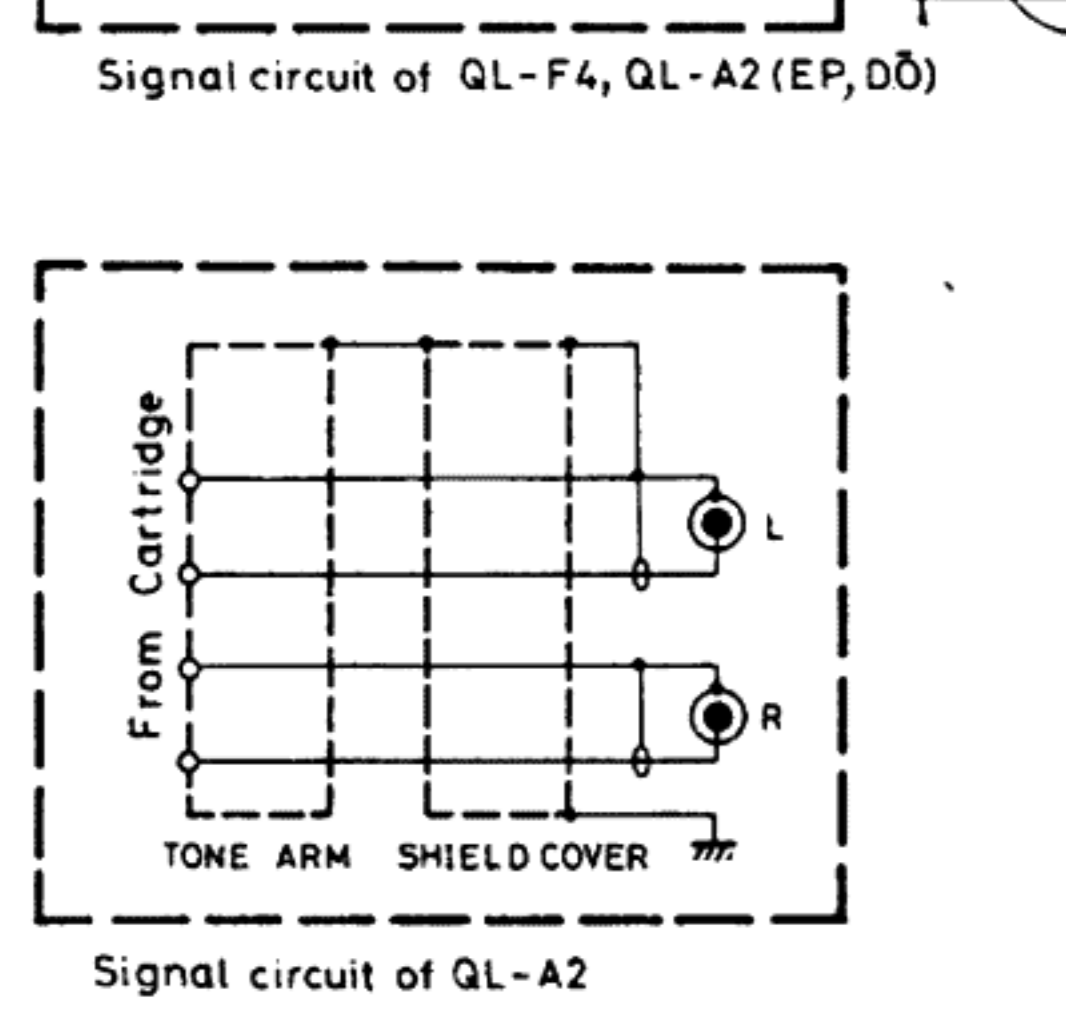 Signal circuit of QL-F4, QL-A2(EP, DŌ)
From Cartridge
L
R
TONE ARM
SHIELD COVER
Signal circuit of QL-A2